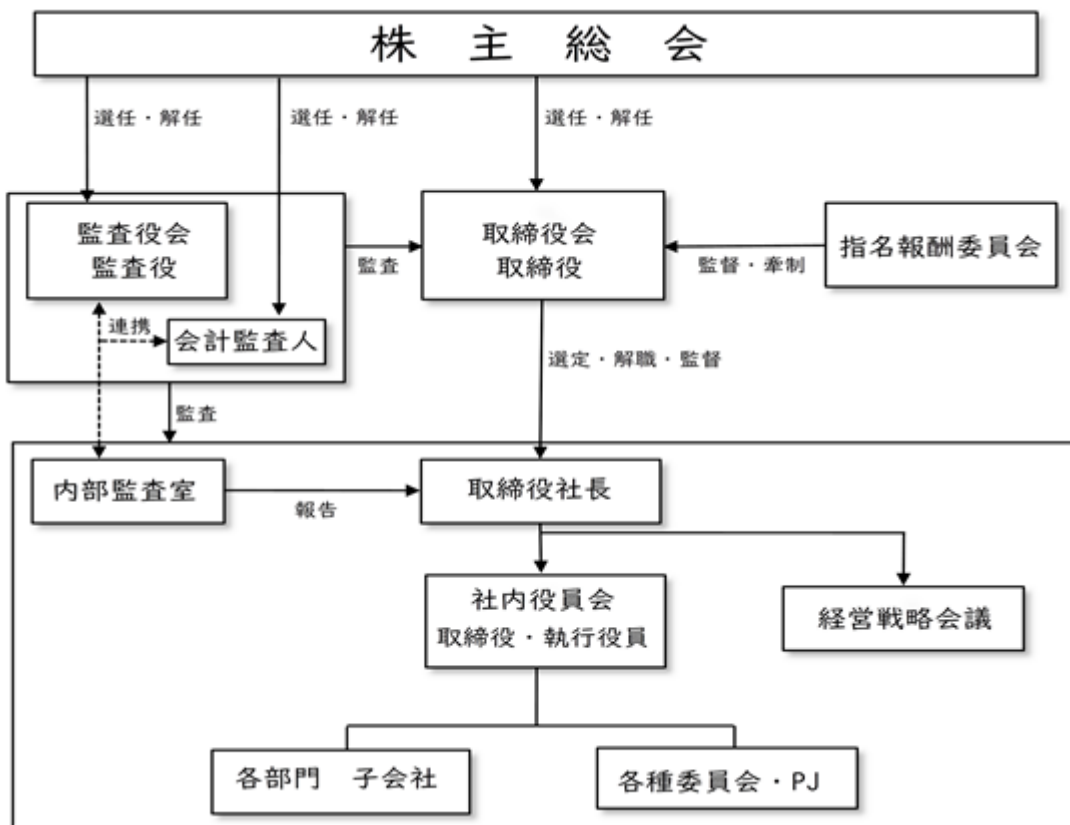 株 主 総 会
選任・解任
選任・解任
選任・解任
監査役会
監査役
監査
取締役会
取締役
監督・牽制
指名報酬委員会
連携
会計監査人
選定・解職・監督
監査
内部監査室
報告
取締役社長
社内役員会
取締役・執行役員
経営戦略会議
各部門 子会社
各種委員会・PJ